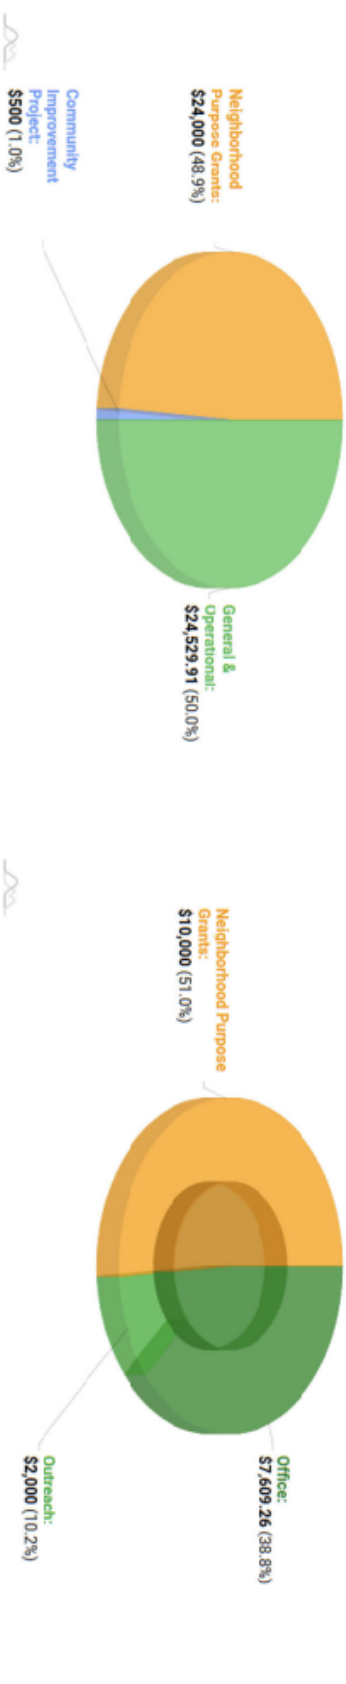 Neighborhood
Purpose Grants:
$24,000 (48.9%)
Community
Improvement
Project:
$500 (1.0%)
General &
Operational:
$24,529.91 (50.0%)
Neighborhood Purpose
Grants:
$10,000 (51.0%)
Office:
$7,609.26 (38.8%)
Outreach:
$2,000 (10.2%)